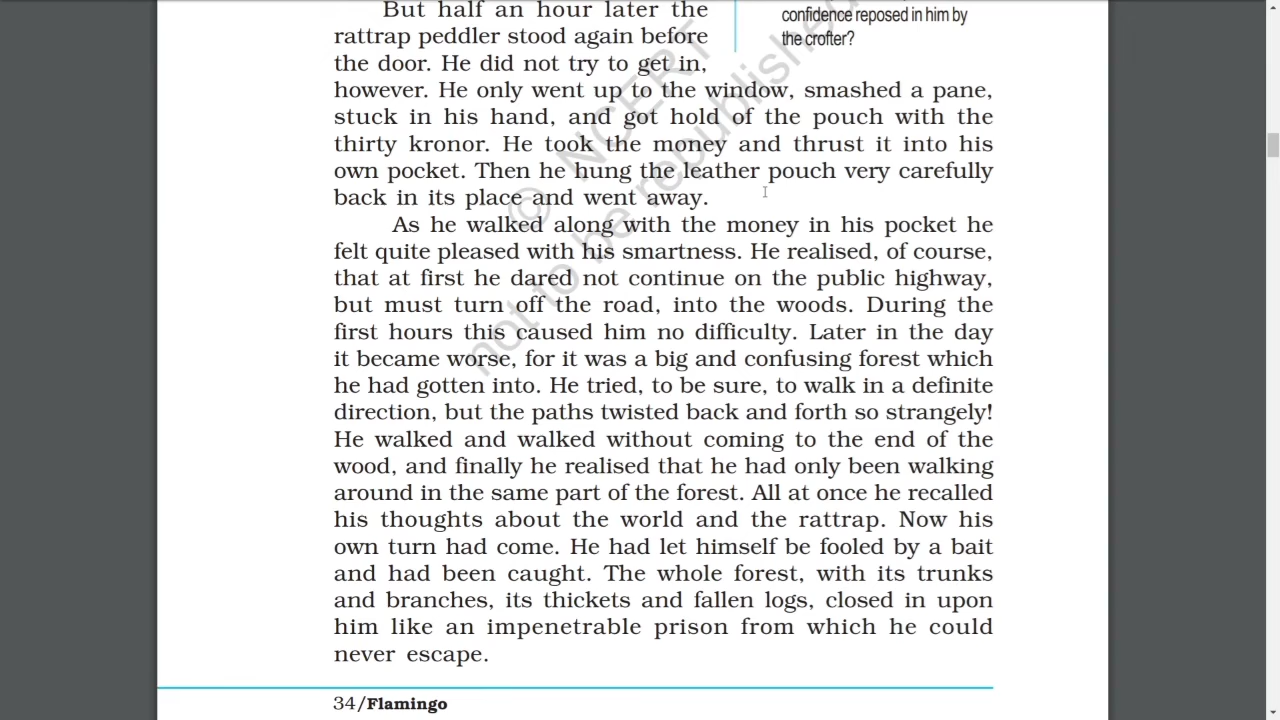 But half an hour later the
rattrap peddler stood again before
the door. He did not try to get in,
however. He only went up to the window, smashed a pane,
stuck in his hand, and got hold of the pouch with the
thirty kronor. He took the money and thrust it into his
own pocket. Then he hung the leather pouch very carefully
back in its place and went away.
As he walked along with the money in his pocket he
felt quite pleased with his smartness. He realised, of course,
that at first he dared not continue on the public highway,
but must turn off the road, into the woods. During the
first hours this caused him no difficulty. Later in the day
it became worse, for it was a big and confusing forest which
he had gotten into. He tried, to be sure, to walk in a definite
direction, but the paths twisted back and forth so strangely!
He walked and walked without coming to the end of the
wood, and finally he realised that he had only been walking
around in the same part of the forest. All at once he recalled
his thoughts about the world and the rattrap. Now his
own turn had come. He had let himself be fooled by a bait
and had been caught. The whole forest, with its trunks
and branches, its thickets and fallen logs, closed in upon
him like an impenetrable prison from which he could
never escape.
confidence reposed in him by
the crofter?
© NCERT
not to be republished
34/Flamingo